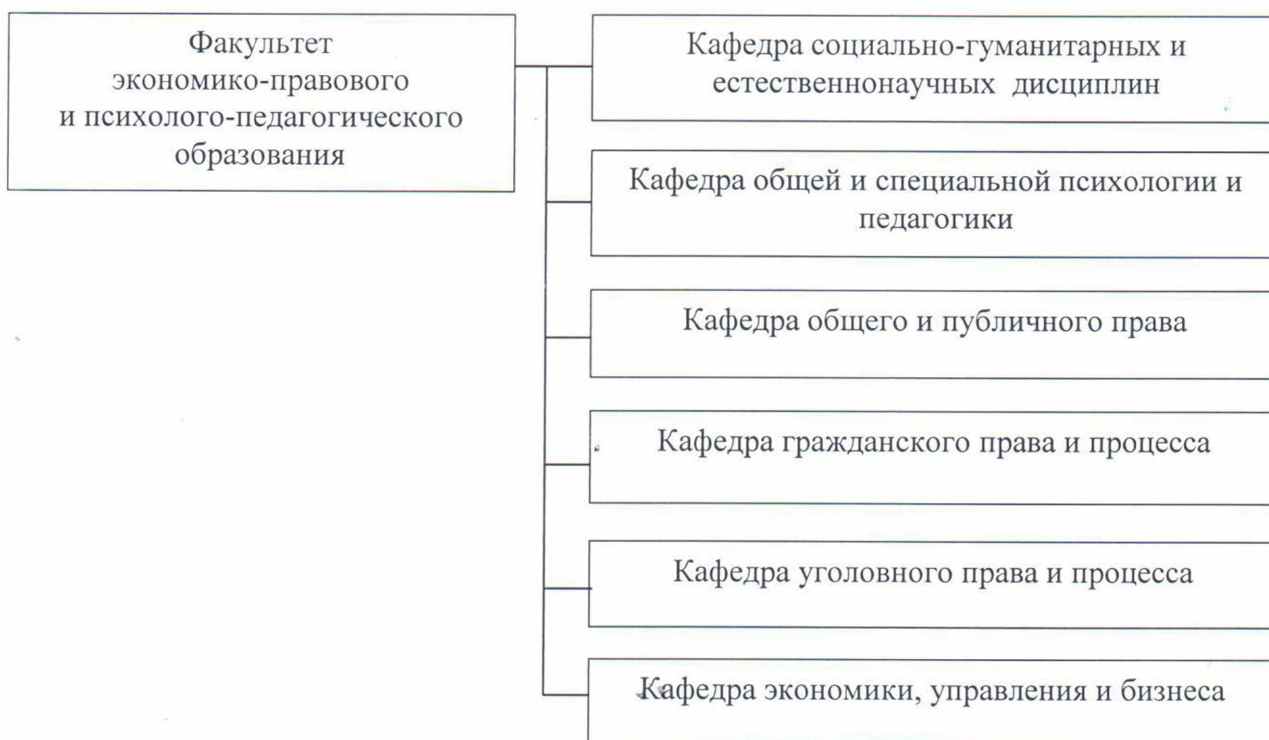 Факультет
экономико-правового
и психолого-педагогического
образования
Кафедра социально-гуманитарных и
естественнонаучных дисциплин
Кафедра общей и специальной психологии и
педагогики
Кафедра общего и публичного права
Кафедра гражданского права и процесса
Кафедра уголовного права и процесса
Кафедра экономики, управления и бизнеса